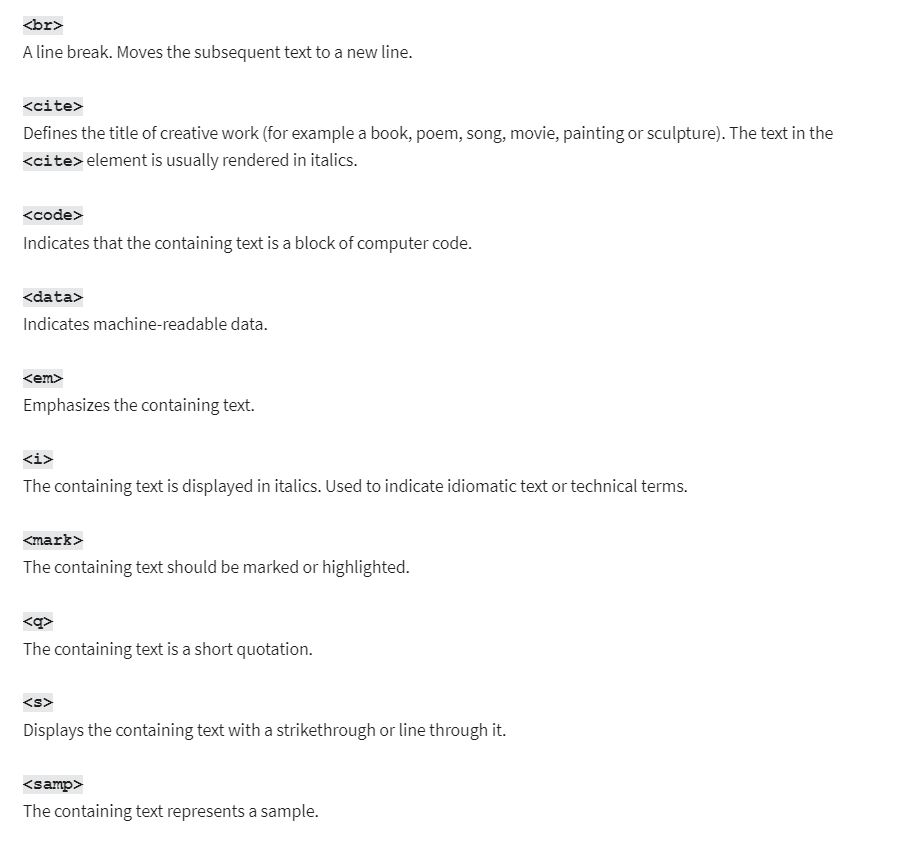 <br>
A line break. Moves the subsequent text to a new line.
<cite>
Defines the title of creative work (for example a book, poem, song, movie, painting or sculpture). The text in the
<cite> element is usually rendered in italics.
<code>
Indicates that the containing text is a block of computer code.
<data>
Indicates machine-readable data.
<em>
Emphasizes the containing text.
<i>
The containing text is displayed in italics. Used to indicate idiomatic text or technical terms.
<mark>
The containing text should be marked or highlighted.
<q>
The containing text is a short quotation.
<s>
Displays the containing text with a strikethrough or line through it.
<samp>
The containing text represents a sample.